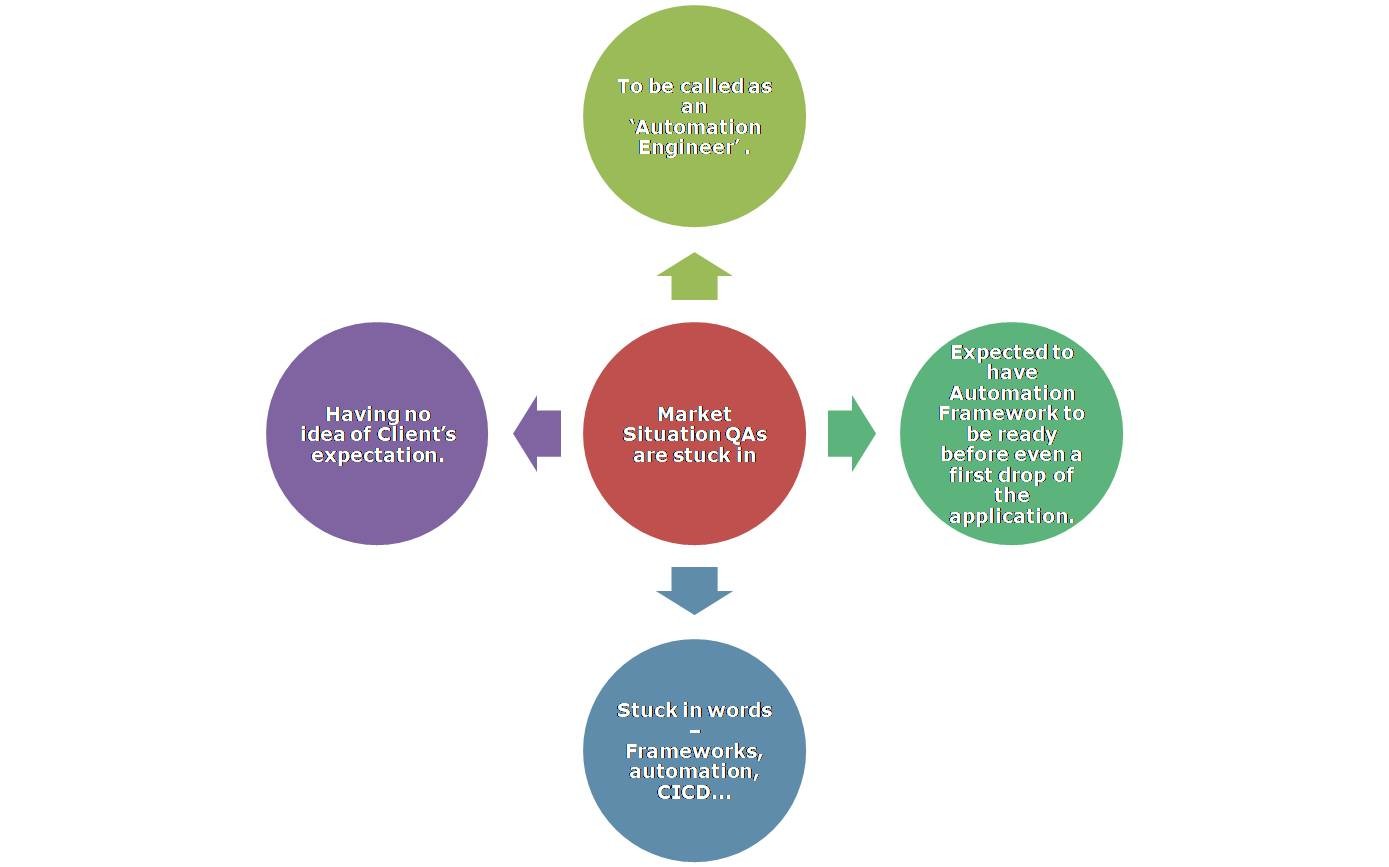 To be called as
an
‘Automation
Engineer’ .
Having no
idea of Client’s
expectation.
Market
Situation QAs
are stuck in
Expected to
have
Automation
Framework to
be ready
before even a
first drop of
the
application.
Stuck in words
–
Frameworks,
automation,
CICD...